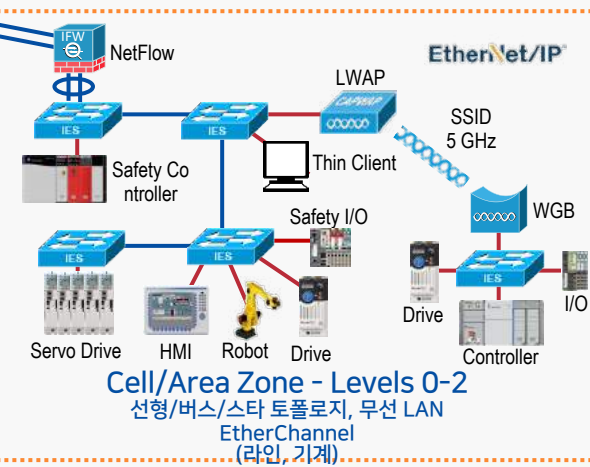 IFW
NetFlow
EtherNet/IP
LWAP
CAPWAP
SSID
5 GHz
IES
IES
Thin Client
Safety Co
ntroller
Safety I/O
WGB
IES
IES
IES
Drive
I/O
Servo Drive
HMI
Robot
Drive
Controller
Cell/Area Zone - Levels 0-2
선형/버스/스타 토폴로지, 무선 LAN
EtherChannel
(라인, 기계)